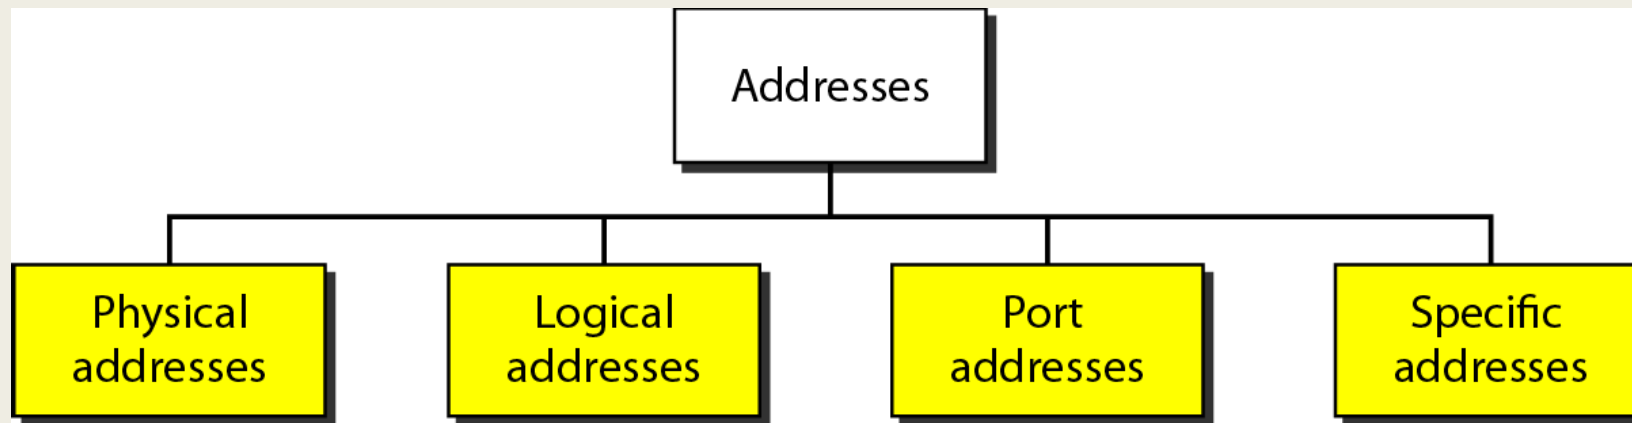 Addresses
Physical
addresses
Logical
addresses
Port
addresses
Specific
addresses